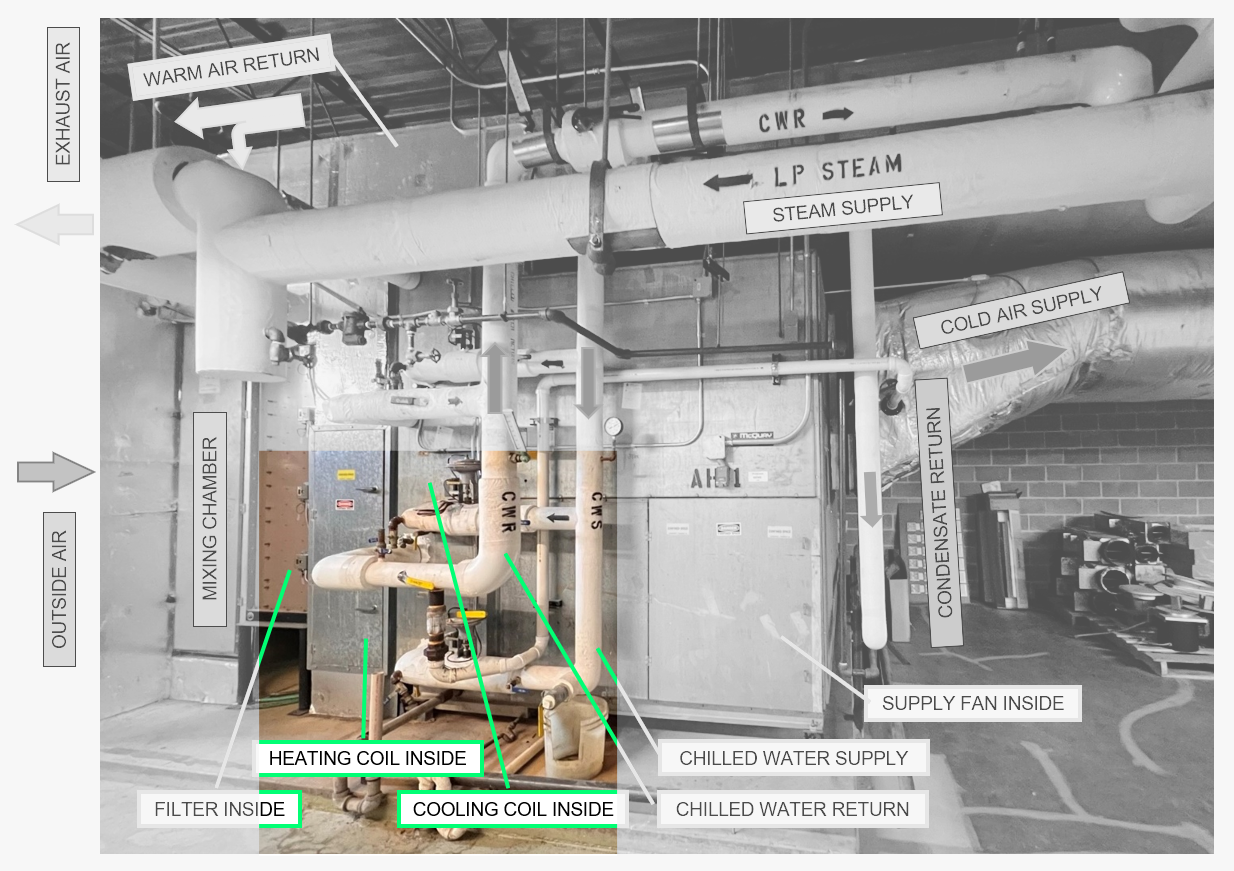 EXHAUST AIR
WARM AIR RETURN
CWR
LP STEAM
STEAM SUPPLY
COLD AIR SUPPLY
McQuay
AH 1
MIXING CHAMBER
CONDENSATE RETURN
CWR
CWS
OUTSIDE AIR
SUPPLY FAN INSIDE
HEATING COIL INSIDE
CHILLED WATER SUPPLY
FILTER INSIDE
COOLING COIL INSIDE
CHILLED WATER RETURN